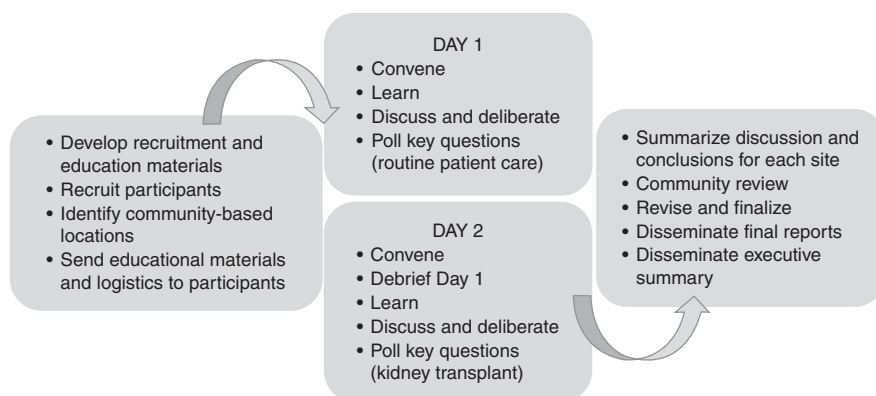 • Develop recruitment and
education materials
• Recruit participants
• Identify community-based
locations
• Send educational materials
and logistics to participants
DAY 1
• Convene
• Learn
• Discuss and deliberate
• Poll key questions
(routine patient care)
DAY 2
• Convene
• Debrief Day 1
• Learn
• Discuss and deliberate
• Poll key questions
(kidney transplant)
• Summarize discussion and
conclusions for each site
• Community review
• Revise and finalize
• Disseminate final reports
• Disseminate executive
summary